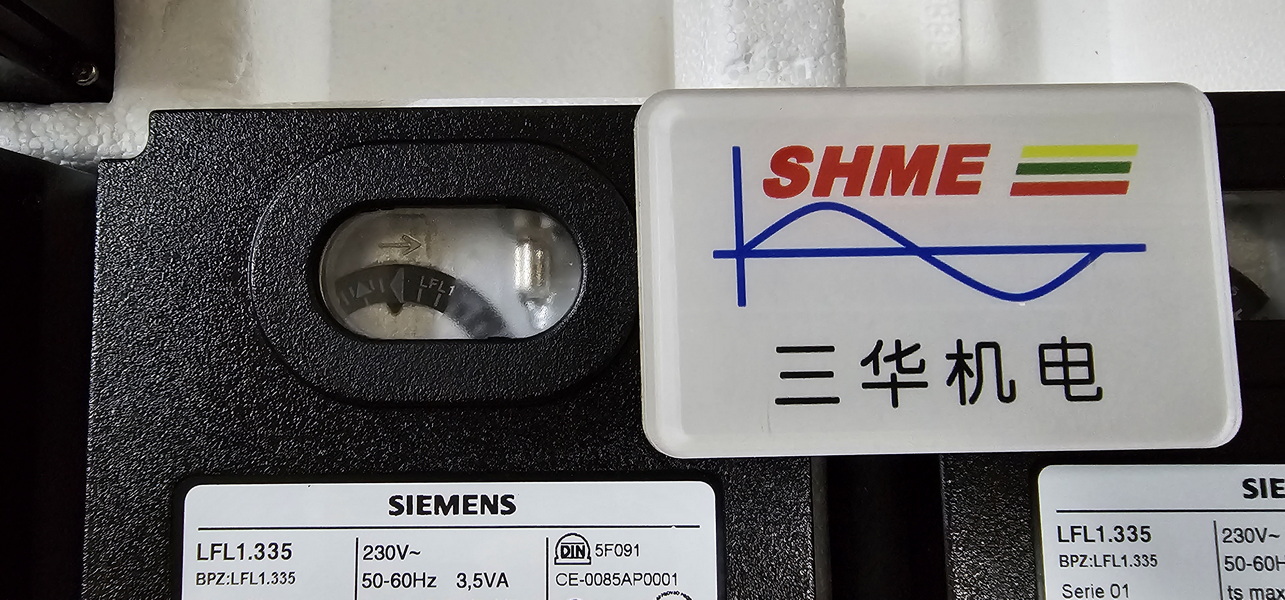 SHME
三华机电
LFL1
SIEMENS
LFL1.335
BPZ:LFL1.335
230V~
50-60Hz 3,5VA
DIN 5F091
CE-0085AP0001
SIE
LFL1.335
BPZ:LFL1.335
Serie 01
230V~
50-60H
ts max